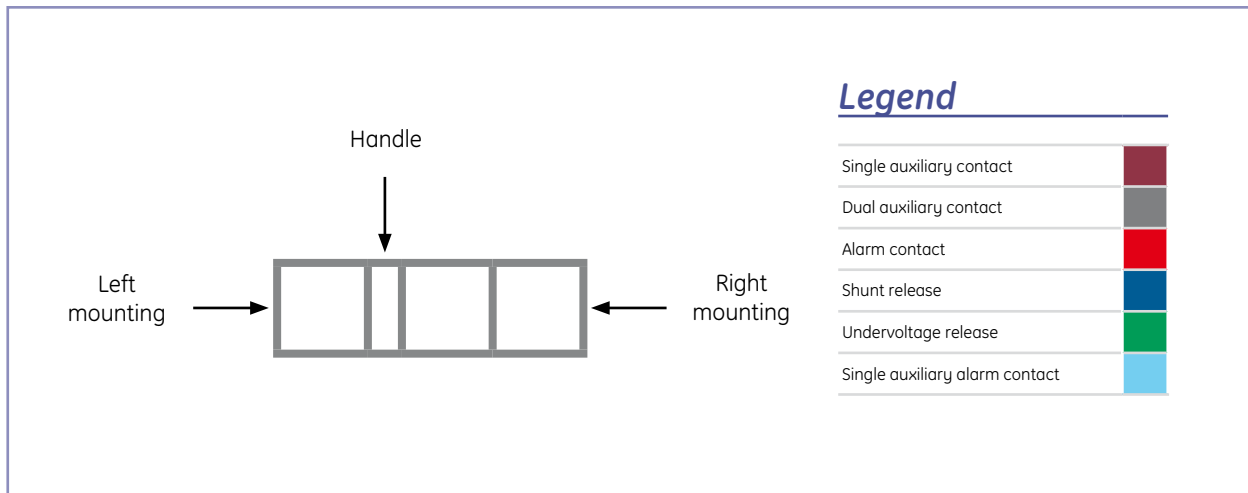 Legend
Handle
Left
mounting
Right
mounting
Single auxiliary contact
Dual auxiliary contact
Alarm contact
Shunt release
Undervoltage release
Single auxiliary alarm contact